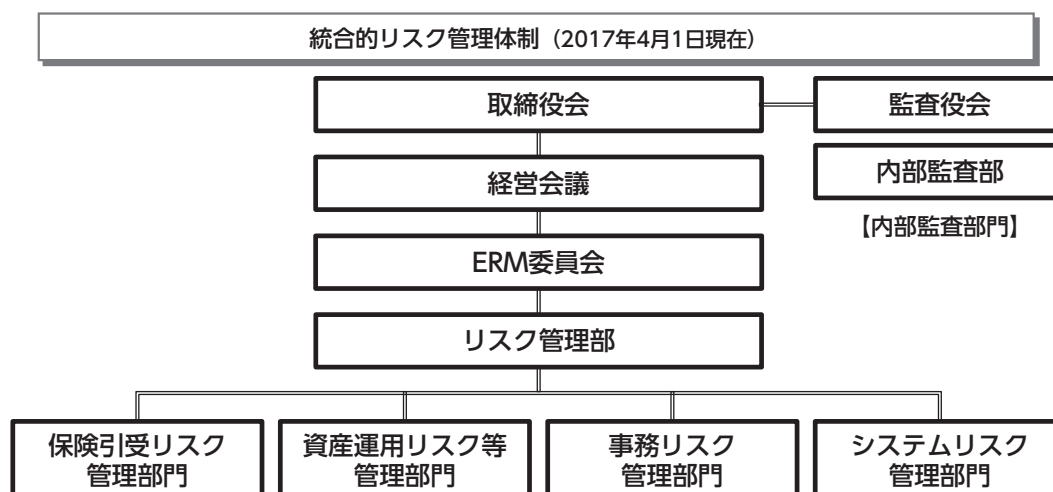 統合的リスク管理体制（2017年4月1日現在）
取締役会
監査役会
経営会議
内部監査部
【内部監査部門】
ERM委員会
リスク管理部
保険引受リスク
管理部門
資産運用リスク等
管理部門
事務リスク
管理部門
システムリスク
管理部門